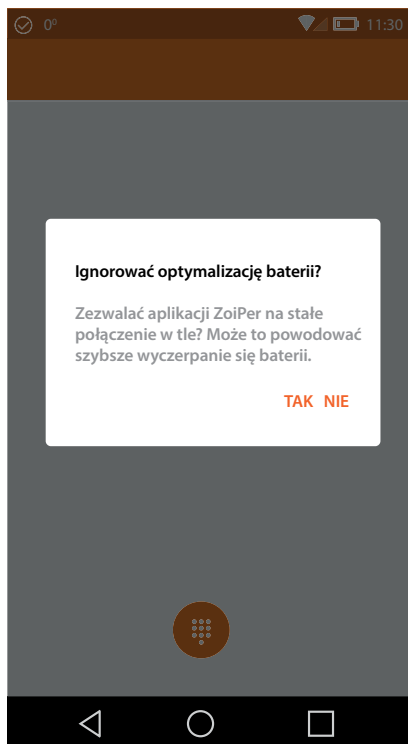 0⁰ 11:30
Ignorować optymalizację baterii?
Zezwalać aplikacji ZoiPer na stałe
połączenie w tle? Może to powodować
szybsze wyczerpanie się baterii.
TAK NIE